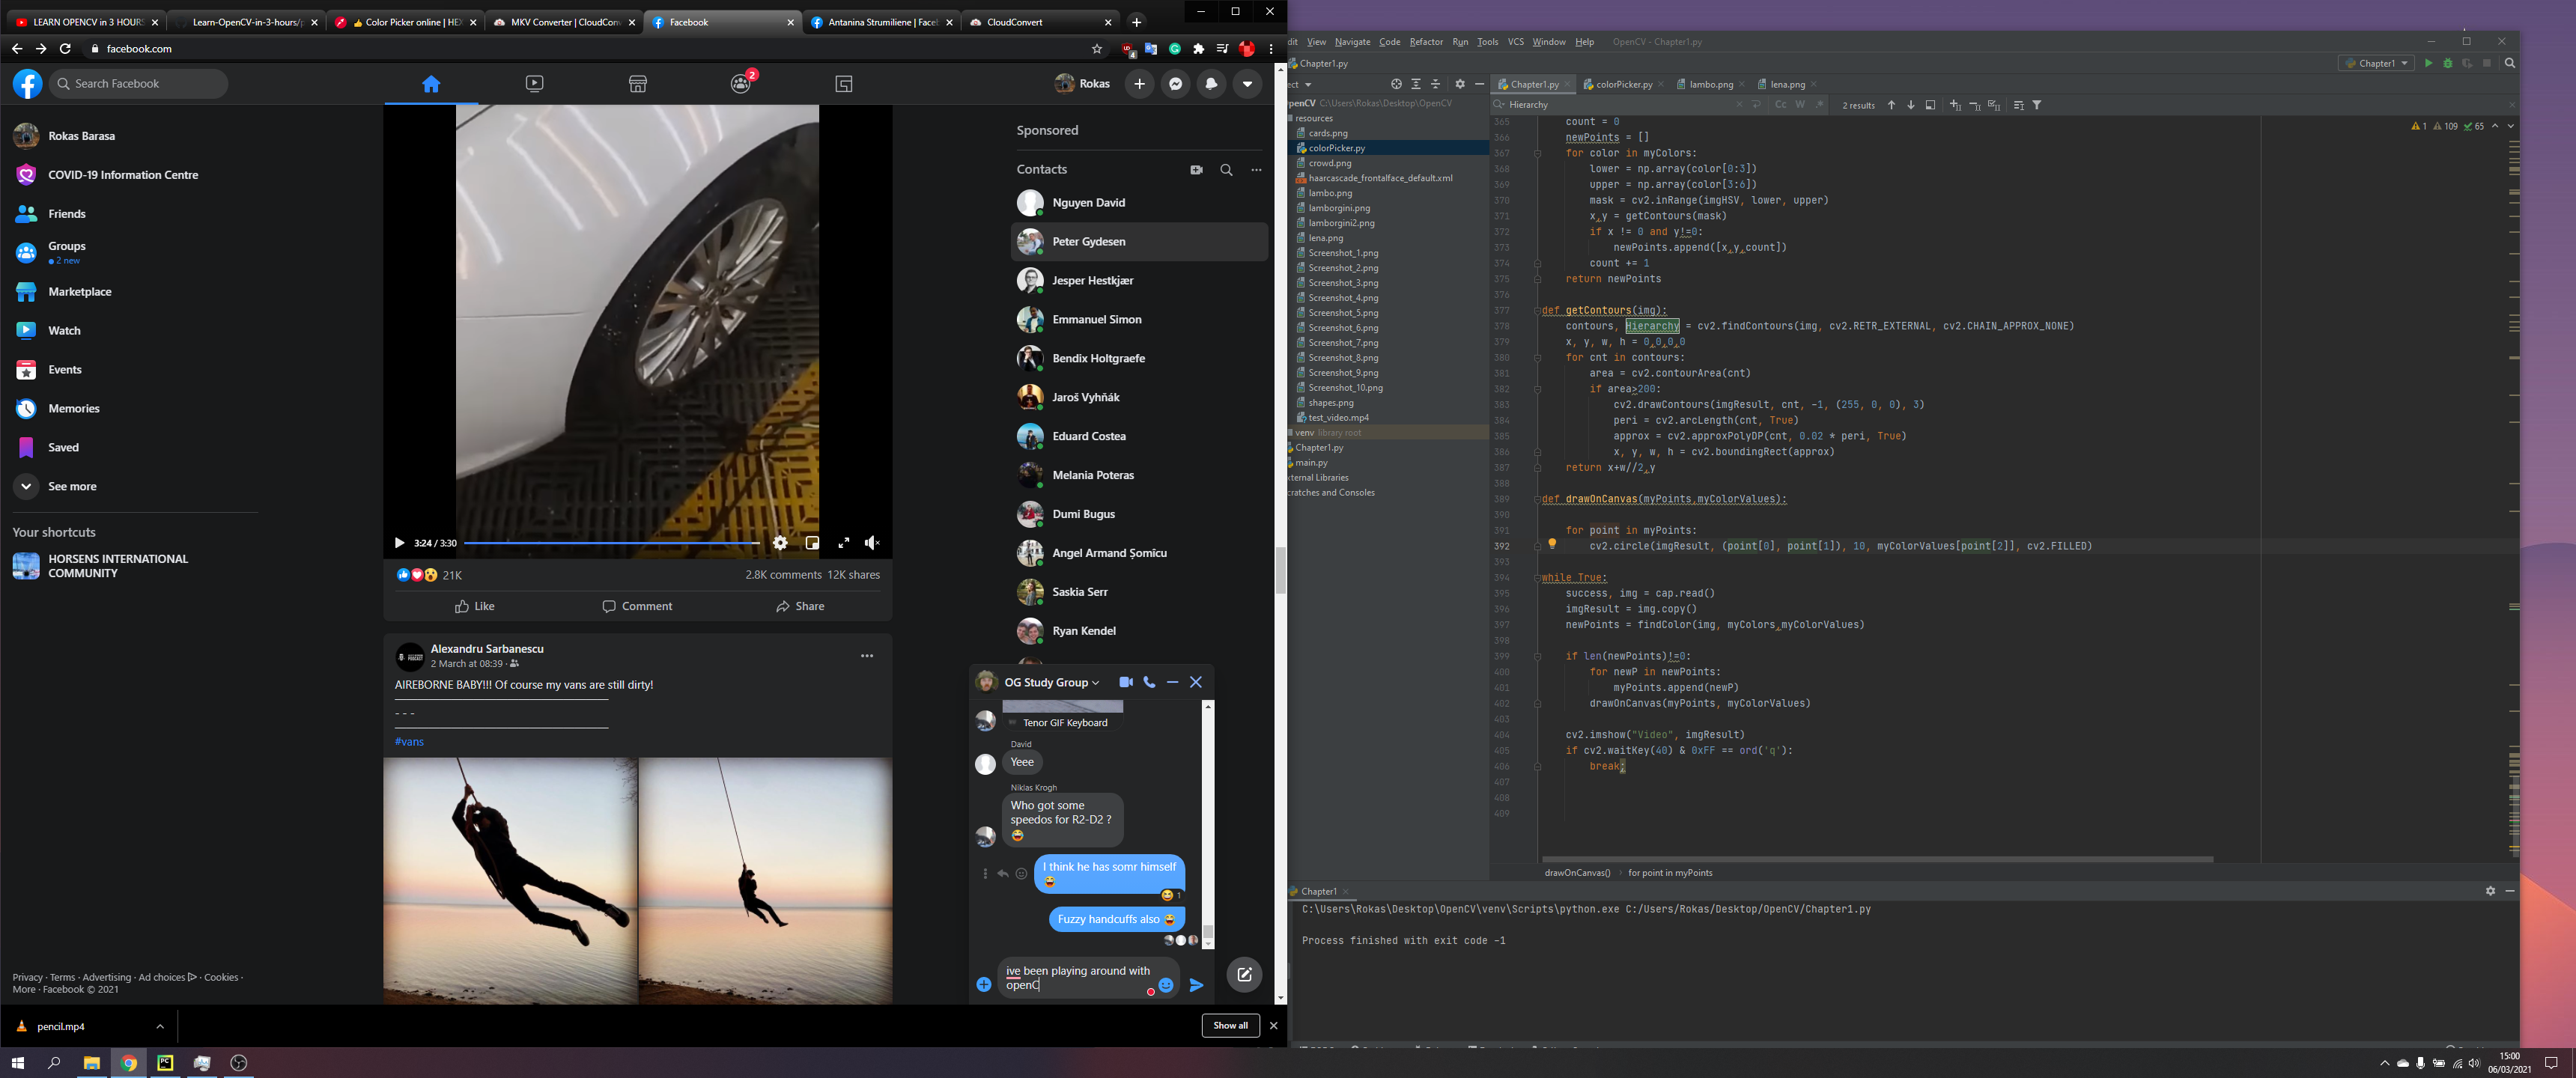 LEARN OPENCV in 3 HOURS
Learn-OpenCV-in-3-hours/p
Color Picker online | HEX
MKV Converter | CloudConv
Facebook
Antanina Strumiliene | Face
CloudConvert
facebook.com
4
Search Facebook
2
Rokas
Rokas Barasa
COVID-19 Information Centre
Friends
Groups
2 new
Marketplace
Watch
Events
Memories
Saved
See more
Your shortcuts
HORSENS INTERNATIONAL
COMMUNITY
Privacy · Terms · Advertising · Ad choices · Cookies ·
More · Facebook © 2021
3:24 / 3:30
21K
2.8K comments 12K shares
Like
Comment
Share
Alexandru Sarbanescu
2 March at 08:39 ·
AIREBORNE BABY!!! Of course my vans are still dirty!
- - -
#vans
Sponsored
Contacts
Nguyen David
Peter Gydesen
Jesper Hestkjær
Emmanuel Simon
Bendix Holtgraefe
Jaroš Vyhňák
Eduard Costea
Melania Poteras
Dumi Bugus
Angel Armand Șomîcu
Saskia Serr
Ryan Kendel
OG Study Group
Tenor GIF Keyboard
David
Yeee
Niklas Krogh
Who got some
speedos for R2-D2 ?
I think he has somr himself
1
Fuzzy handcuffs also
ive been playing around with
openC
pencil.mp4
Show all
dit View Navigate Code Refactor Run Tools VCS Window Help OpenCV - Chapter1.py
Chapter1.py
Chapter1
ect
Chapter1.py
colorPicker.py
lambo.png
lena.png
Hierarchy
Cc W .*
2 results
1 109 65
penCV C:\Users\Rokas\Desktop\OpenCV
resources
cards.png
colorPicker.py
crowd.png
haarcascade_frontalface_default.xml
lambo.png
lamborgini.png
lamborgini2.png
lena.png
Screenshot_1.png
Screenshot_2.png
Screenshot_3.png
Screenshot_4.png
Screenshot_5.png
Screenshot_6.png
Screenshot_7.png
Screenshot_8.png
Screenshot_9.png
Screenshot_10.png
shapes.png
test_video.mp4
venv library root
Chapter1.py
main.py
xternal Libraries
cratches and Consoles
365 count = 0
366 newPoints = []
367 for color in myColors:
368 lower = np.array(color[0:3])
369 upper = np.array(color[3:6])
370 mask = cv2.inRange(imgHSV, lower, upper)
371 x,y = getContours(mask)
372 if x != 0 and y!=0:
373 newPoints.append([x,y,count])
374 count += 1
375 return newPoints
376
377 def getContours(img):
378 contours, Hierarchy = cv2.findContours(img, cv2.RETR_EXTERNAL, cv2.CHAIN_APPROX_NONE)
379 x, y, w, h = 0,0,0,0
380 for cnt in contours:
381 area = cv2.contourArea(cnt)
382 if area>200:
383 cv2.drawContours(imgResult, cnt, -1, (255, 0, 0), 3)
384 peri = cv2.arcLength(cnt, True)
385 approx = cv2.approxPolyDP(cnt, 0.02 * peri, True)
386 x, y, w, h = cv2.boundingRect(approx)
387 return x+w//2,y
388
389 def drawOnCanvas(myPoints,myColorValues):
390
391 for point in myPoints:
392 cv2.circle(imgResult, (point[0], point[1]), 10, myColorValues[point[2]], cv2.FILLED)
393
394 while True:
395 success, img = cap.read()
396 imgResult = img.copy()
397 newPoints = findColor(img, myColors,myColorValues)
398
399 if len(newPoints)!=0:
400 for newP in newPoints:
401 myPoints.append(newP)
402 drawOnCanvas(myPoints, myColorValues)
403
404 cv2.imshow("Video", imgResult)
405 if cv2.waitKey(40) & 0xFF == ord('q'):
406 break;
407
408
409
drawOnCanvas() › for point in myPoints
Chapter1
C:\Users\Rokas\Desktop\OpenCV\venv\Scripts\python.exe C:/Users/Rokas/Desktop/OpenCV/Chapter1.py
Process finished with exit code -1
15:00
06/03/2021